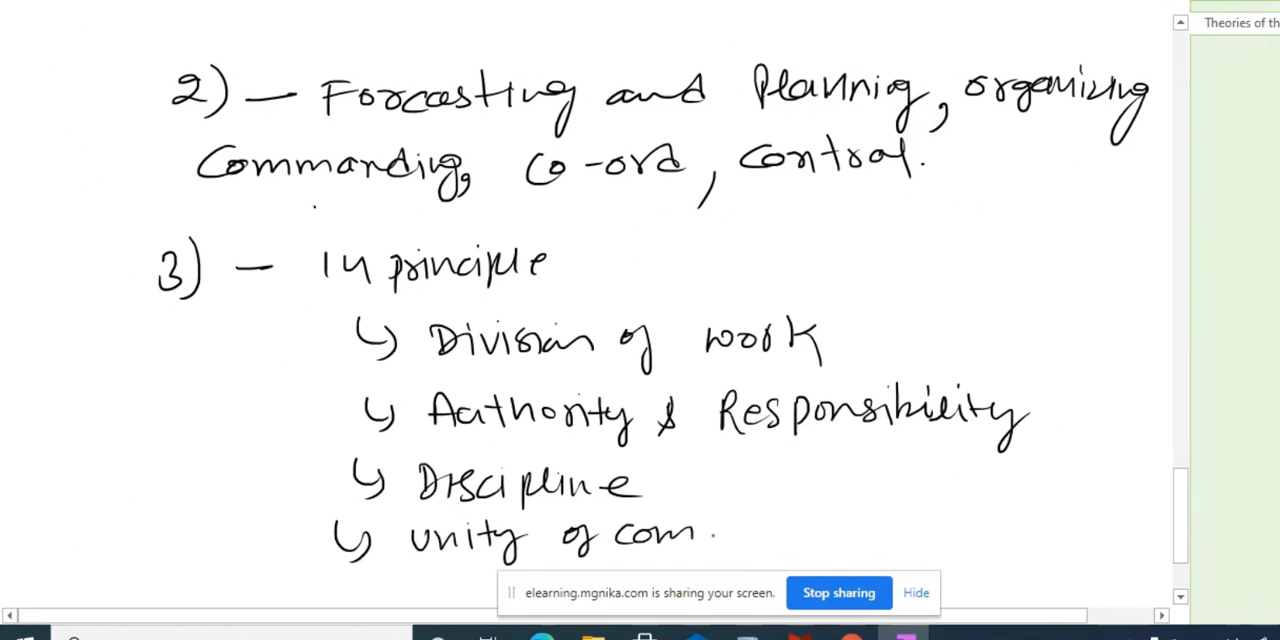 Theories of th
2) - Forcasting and Planning, organizing
Commanding, Co-ord, Control.
3) - 14 principle
↳ Division of work
↳ Authority & Responsibility
↳ Discipline
↳ unity of com
elearning.mgnika.com is sharing your screen. Stop sharing Hide